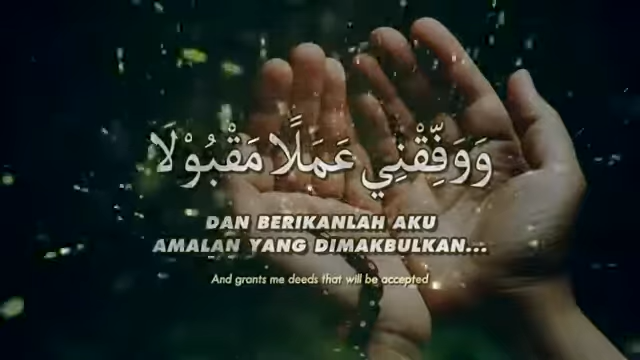 وَوَفِّقْنِي عَمَلًا مَقْبُوْلَا
DAN BERIKANLAH AKU
AMALAN YANG DIMAKBULKAN...
And grants me deeds that will be accepted